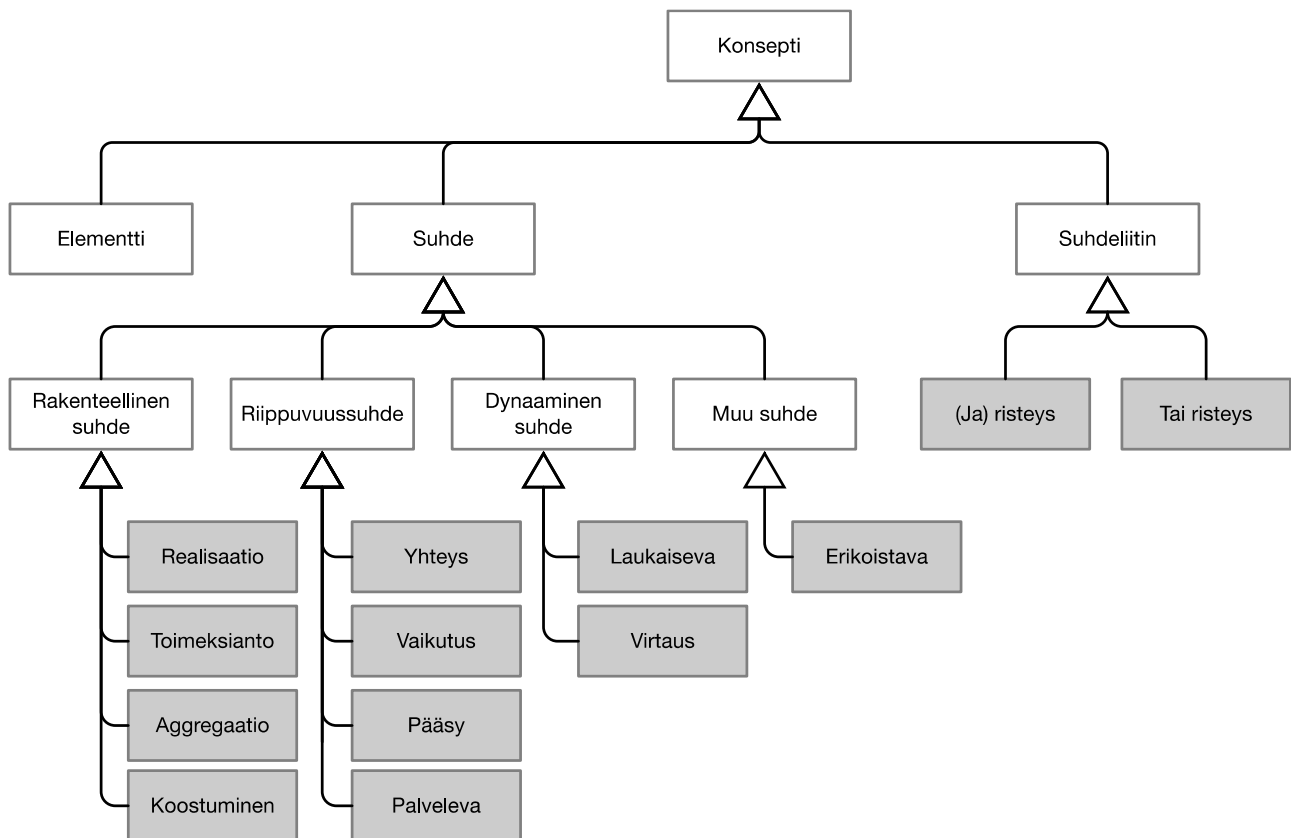 Konsepti
Elementti
Suhde
Suhdeliitin
Rakenteellinen
suhde
Riippuvuussuhde
Dynaaminen
suhde
Muu suhde
(Ja) risteys
Tai risteys
Realisaatio
Yhteys
Laukaiseva
Erikoistava
Toimeksianto
Vaikutus
Virtaus
Aggregaatio
Pääsy
Koostuminen
Palveleva